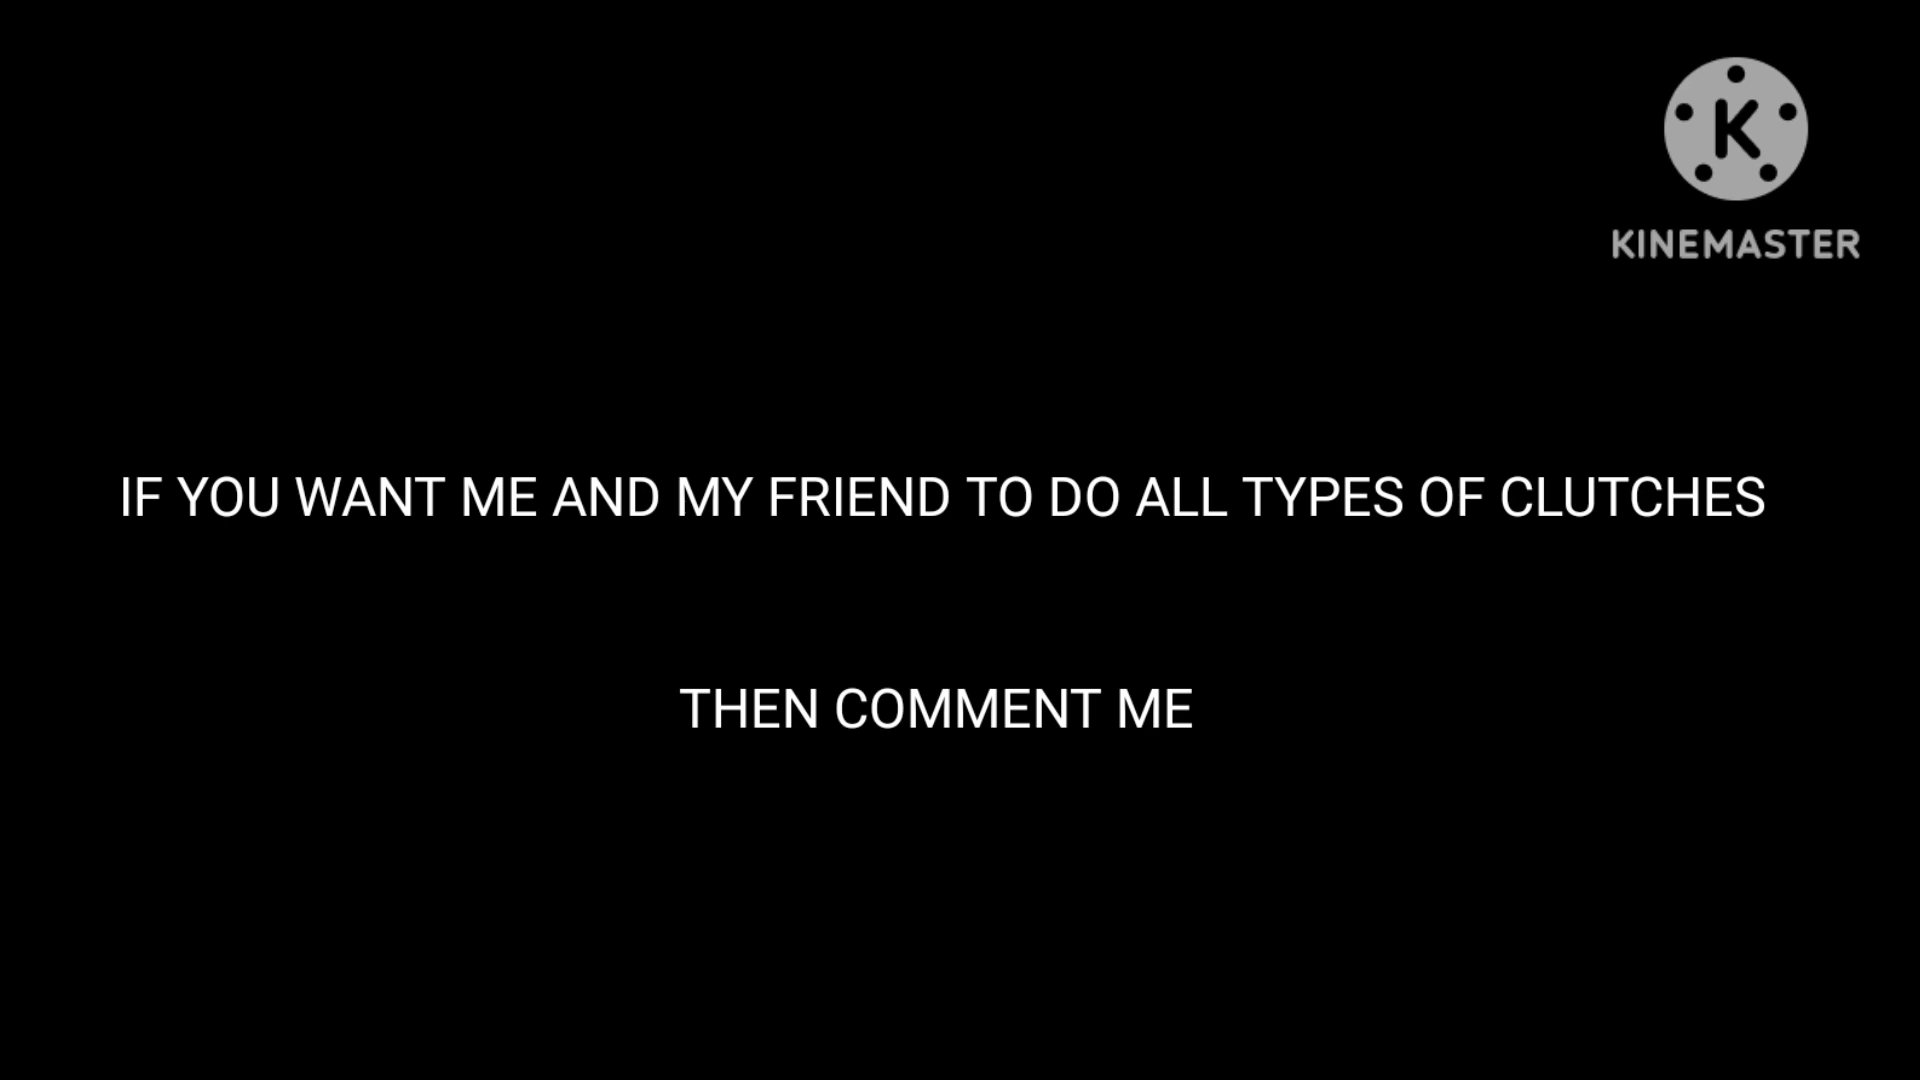 K
KINEMASTER
IF YOU WANT ME AND MY FRIEND TO DO ALL TYPES OF CLUTCHES
THEN COMMENT ME